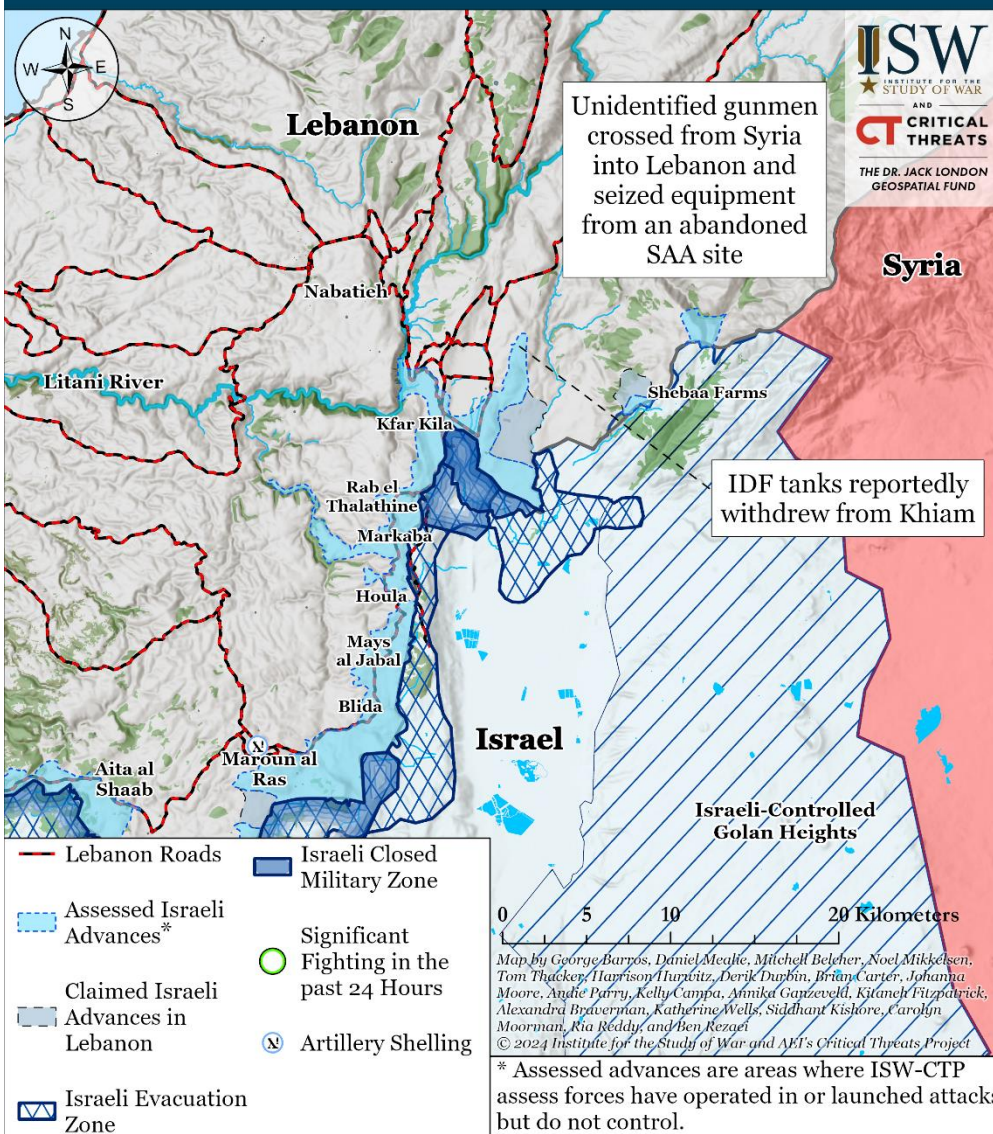 N
W
E
S
ISW
INSTITUTE FOR THE
STUDY OF WAR
AND
CT CRITICAL
THREATS
THE DR. JACK LONDON
GEOSPATIAL FUND
Lebanon
Unidentified gunmen
crossed from Syria
into Lebanon and
seized equipment
from an abandoned
SAA site
Syria
Nabatieh
Litani River
Shebaa Farms
Kfar Kila
IDF tanks reportedly
withdrew from Khiam
Rab el
Thalathine
Markaba
Houla
Mays
al Jabal
Blida
Israel
Maroun al
Ras
Aita al
Shaab
Israeli-Controlled
Golan Heights
Lebanon Roads
Assessed Israeli
Advances*
Claimed Israeli
Advances in
Lebanon
Israeli Evacuation
Zone
Israeli Closed
Military Zone
Significant
Fighting in the
past 24 Hours
Artillery Shelling
0 5 10 20 Kilometers
Map by George Barros, Daniel Mealie, Mitchell Belcher, Noel Mikkelsen,
Tom Thacker, Harrison Hurwitz, Derik Durbin, Brian Carter, Johanna
Moore, Andie Parry, Kelly Campa, Annika Ganzeveld, Kitaneh Fitzpatrick,
Alexandra Braverman, Katherine Wells, Siddhant Kishore, Carolyn
Moorman, Ria Reddy, and Ben Rezaei
© 2024 Institute for the Study of War and AEI's Critical Threats Project
* Assessed advances are areas where ISW-CTP
assess forces have operated in or launched attacks
but do not control.